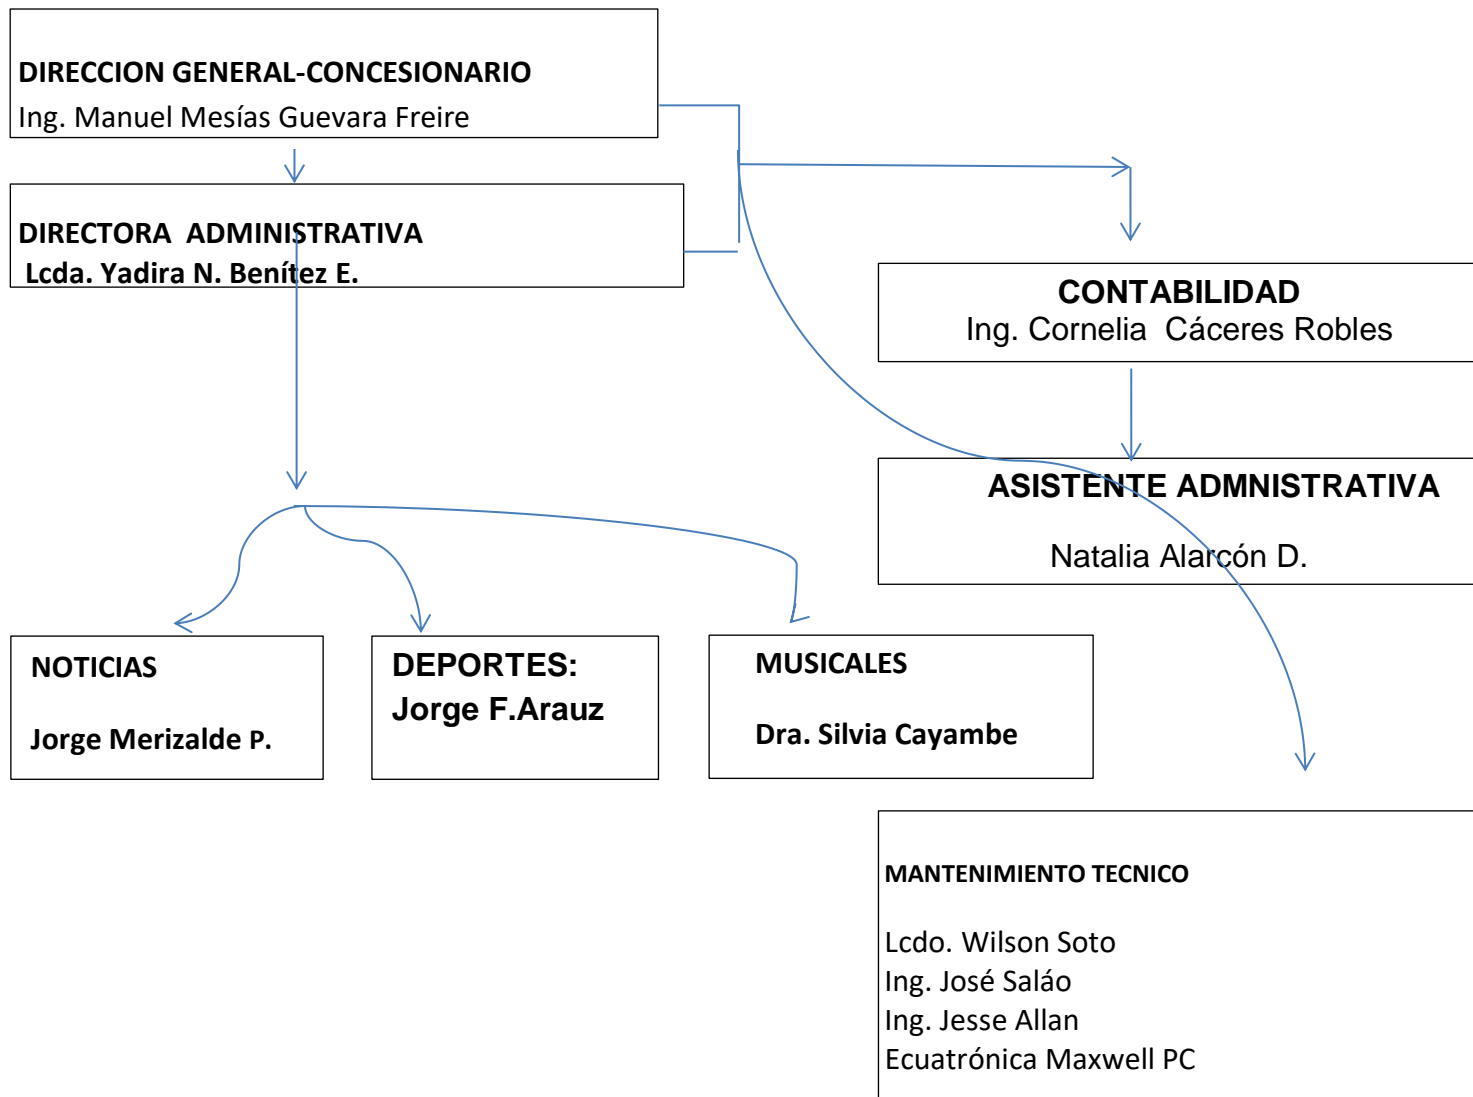 DIRECCION GENERAL-CONCESIONARIO
Ing. Manuel Mesías Guevara Freire
DIRECTORA  ADMINISTRATIVA
Lcda. Yadira N. Benítez E.
CONTABILIDAD
Ing. Cornelia  Cáceres Robles
ASISTENTE ADMNISTRATIVA
Natalia Alarcón D.
NOTICIAS
Jorge Merizalde P.
DEPORTES:
Jorge F.Arauz
MUSICALES
Dra. Silvia Cayambe
MANTENIMIENTO TECNICO
Lcdo. Wilson Soto
Ing. José Saláo
Ing. Jesse Allan
Ecuatrónica Maxwell PC